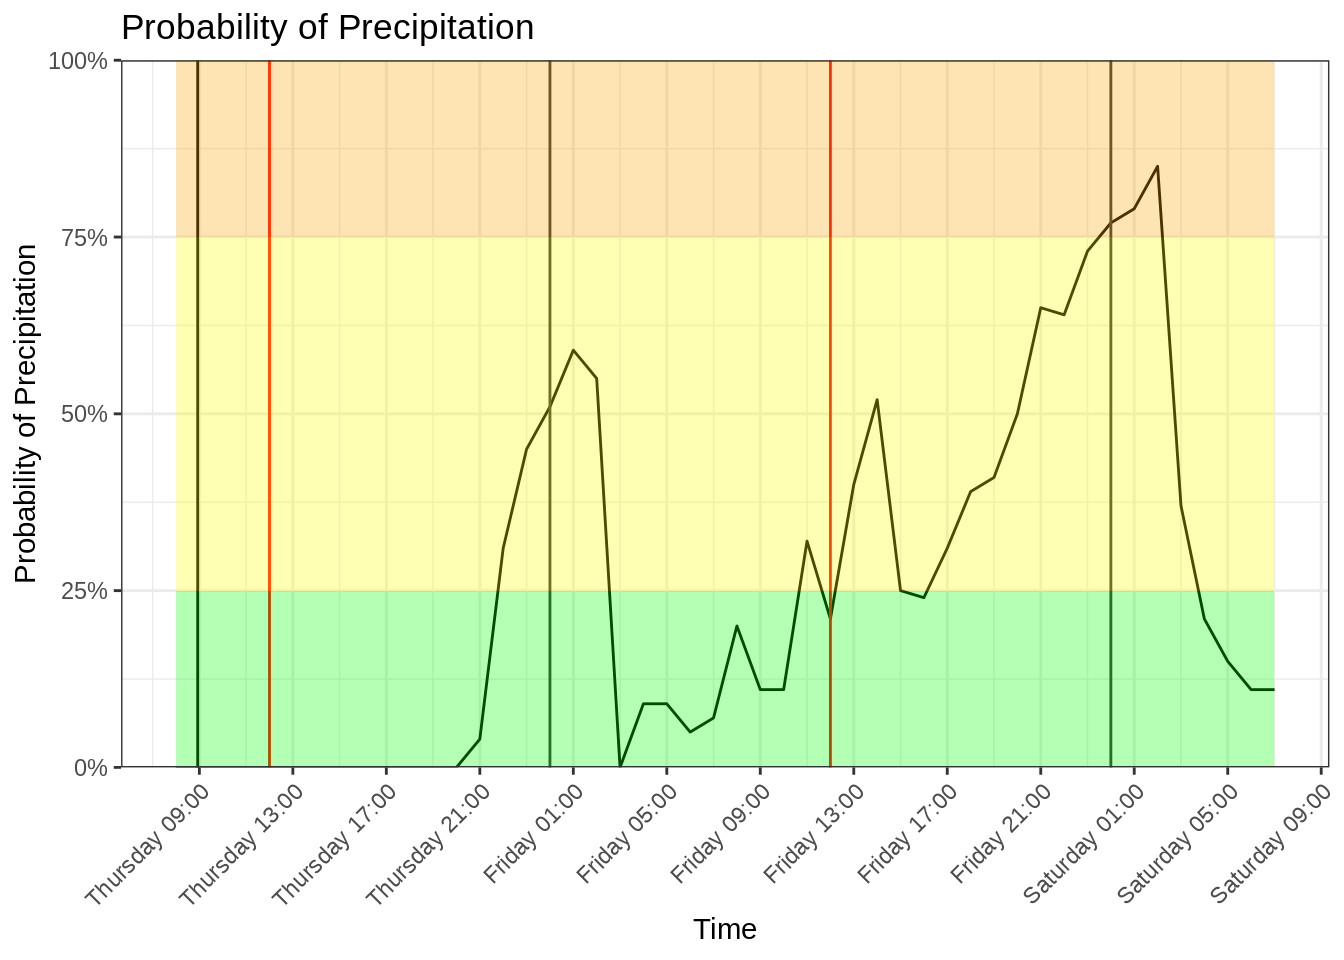 Probability of Precipitation
Probability of Precipitation
100%
75%
50%
25%
0%
Thursday 09:00
Thursday 13:00
Thursday 17:00
Thursday 21:00
Friday 01:00
Friday 05:00
Friday 09:00
Friday 13:00
Friday 17:00
Friday 21:00
Saturday 01:00
Saturday 05:00
Saturday 09:00
Time